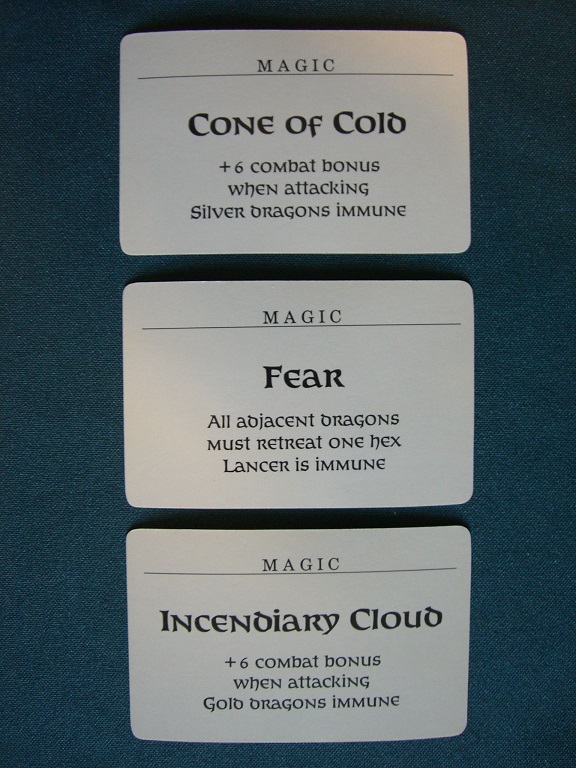 MAGIC
Cone of Cold
+6 combat bonus
when attacking
Silver dragons immune
MAGIC
Fear
All adjacent dragons
must retreat one hex
Lancer is immune
MAGIC
Incendiary Cloud
+6 combat bonus
when attacking
Gold dragons immune